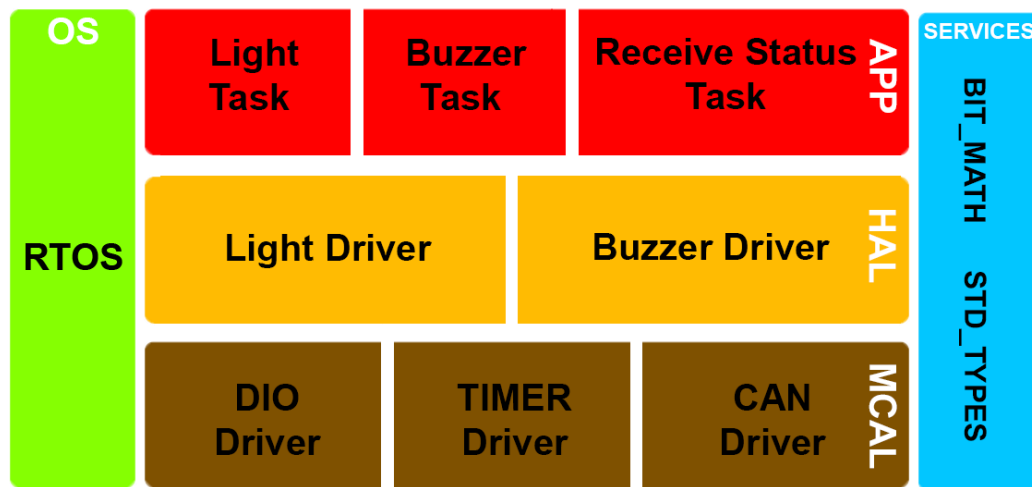 OS
RTOS
Light
Task
Buzzer
Task
Receive Status
Task
APP
Light Driver
Buzzer Driver
HAL
DIO
Driver
TIMER
Driver
CAN
Driver
MCAL
SERVICES
BIT_MATH
STD_TYPES